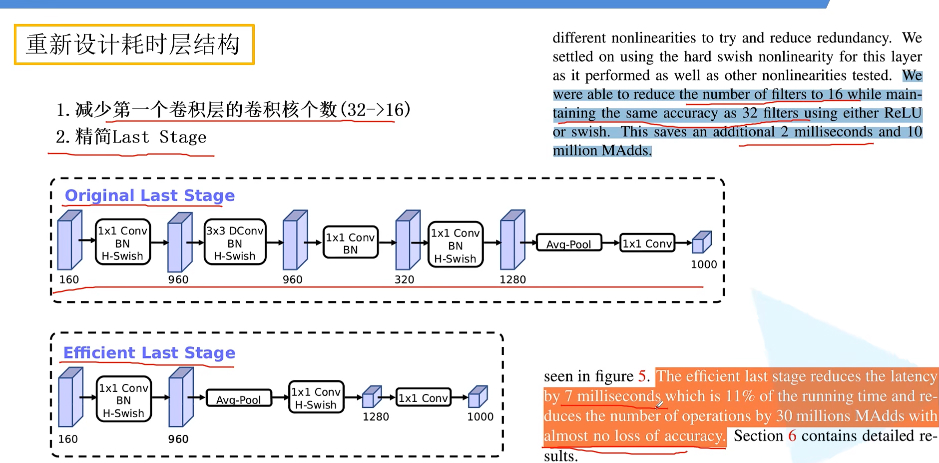 重新设计耗时层结构
1.减少第一个卷积层的卷积核个数(32->16)
2.精简Last Stage
different nonlinearities to try and reduce redundancy. We
settled on using the hard swish nonlinearity for this layer
as it performed as well as other nonlinearities tested. We
were able to reduce the number of filters to 16 while main-
taining the same accuracy as 32 filters using either ReLU
or swish. This saves an additional 2 milliseconds and 10
million MAdds.
Original Last Stage
1x1 Conv
BN
H-Swish
3x3 DConv
BN
H-Swish
1x1 Conv
BN
1x1 Conv
BN
H-Swish
Avg-Pool
1x1 Conv
160
960
960
320
1280
1000
Efficient Last Stage
1x1 Conv
BN
H-Swish
Avg-Pool
1x1 Conv
H-Swish
1x1 Conv
160
960
1280
1000
seen in figure 5. The efficient last stage reduces the latency
by 7 milliseconds which is 11% of the running time and re-
duces the number of operations by 30 millions MAdds with
almost no loss of accuracy. Section 6 contains detailed re-
sults.